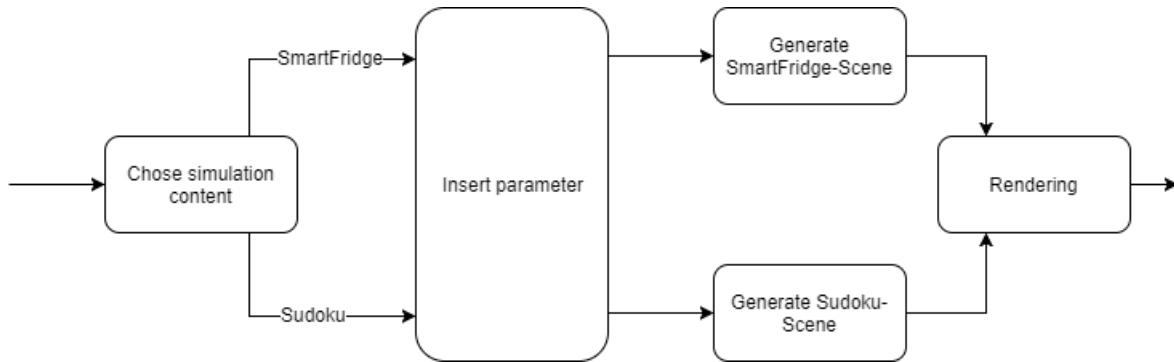 SmartFridge
Chose simulation
content
Sudoku
Insert parameter
Generate
SmartFridge-Scene
Generate Sudoku-
Scene
Rendering